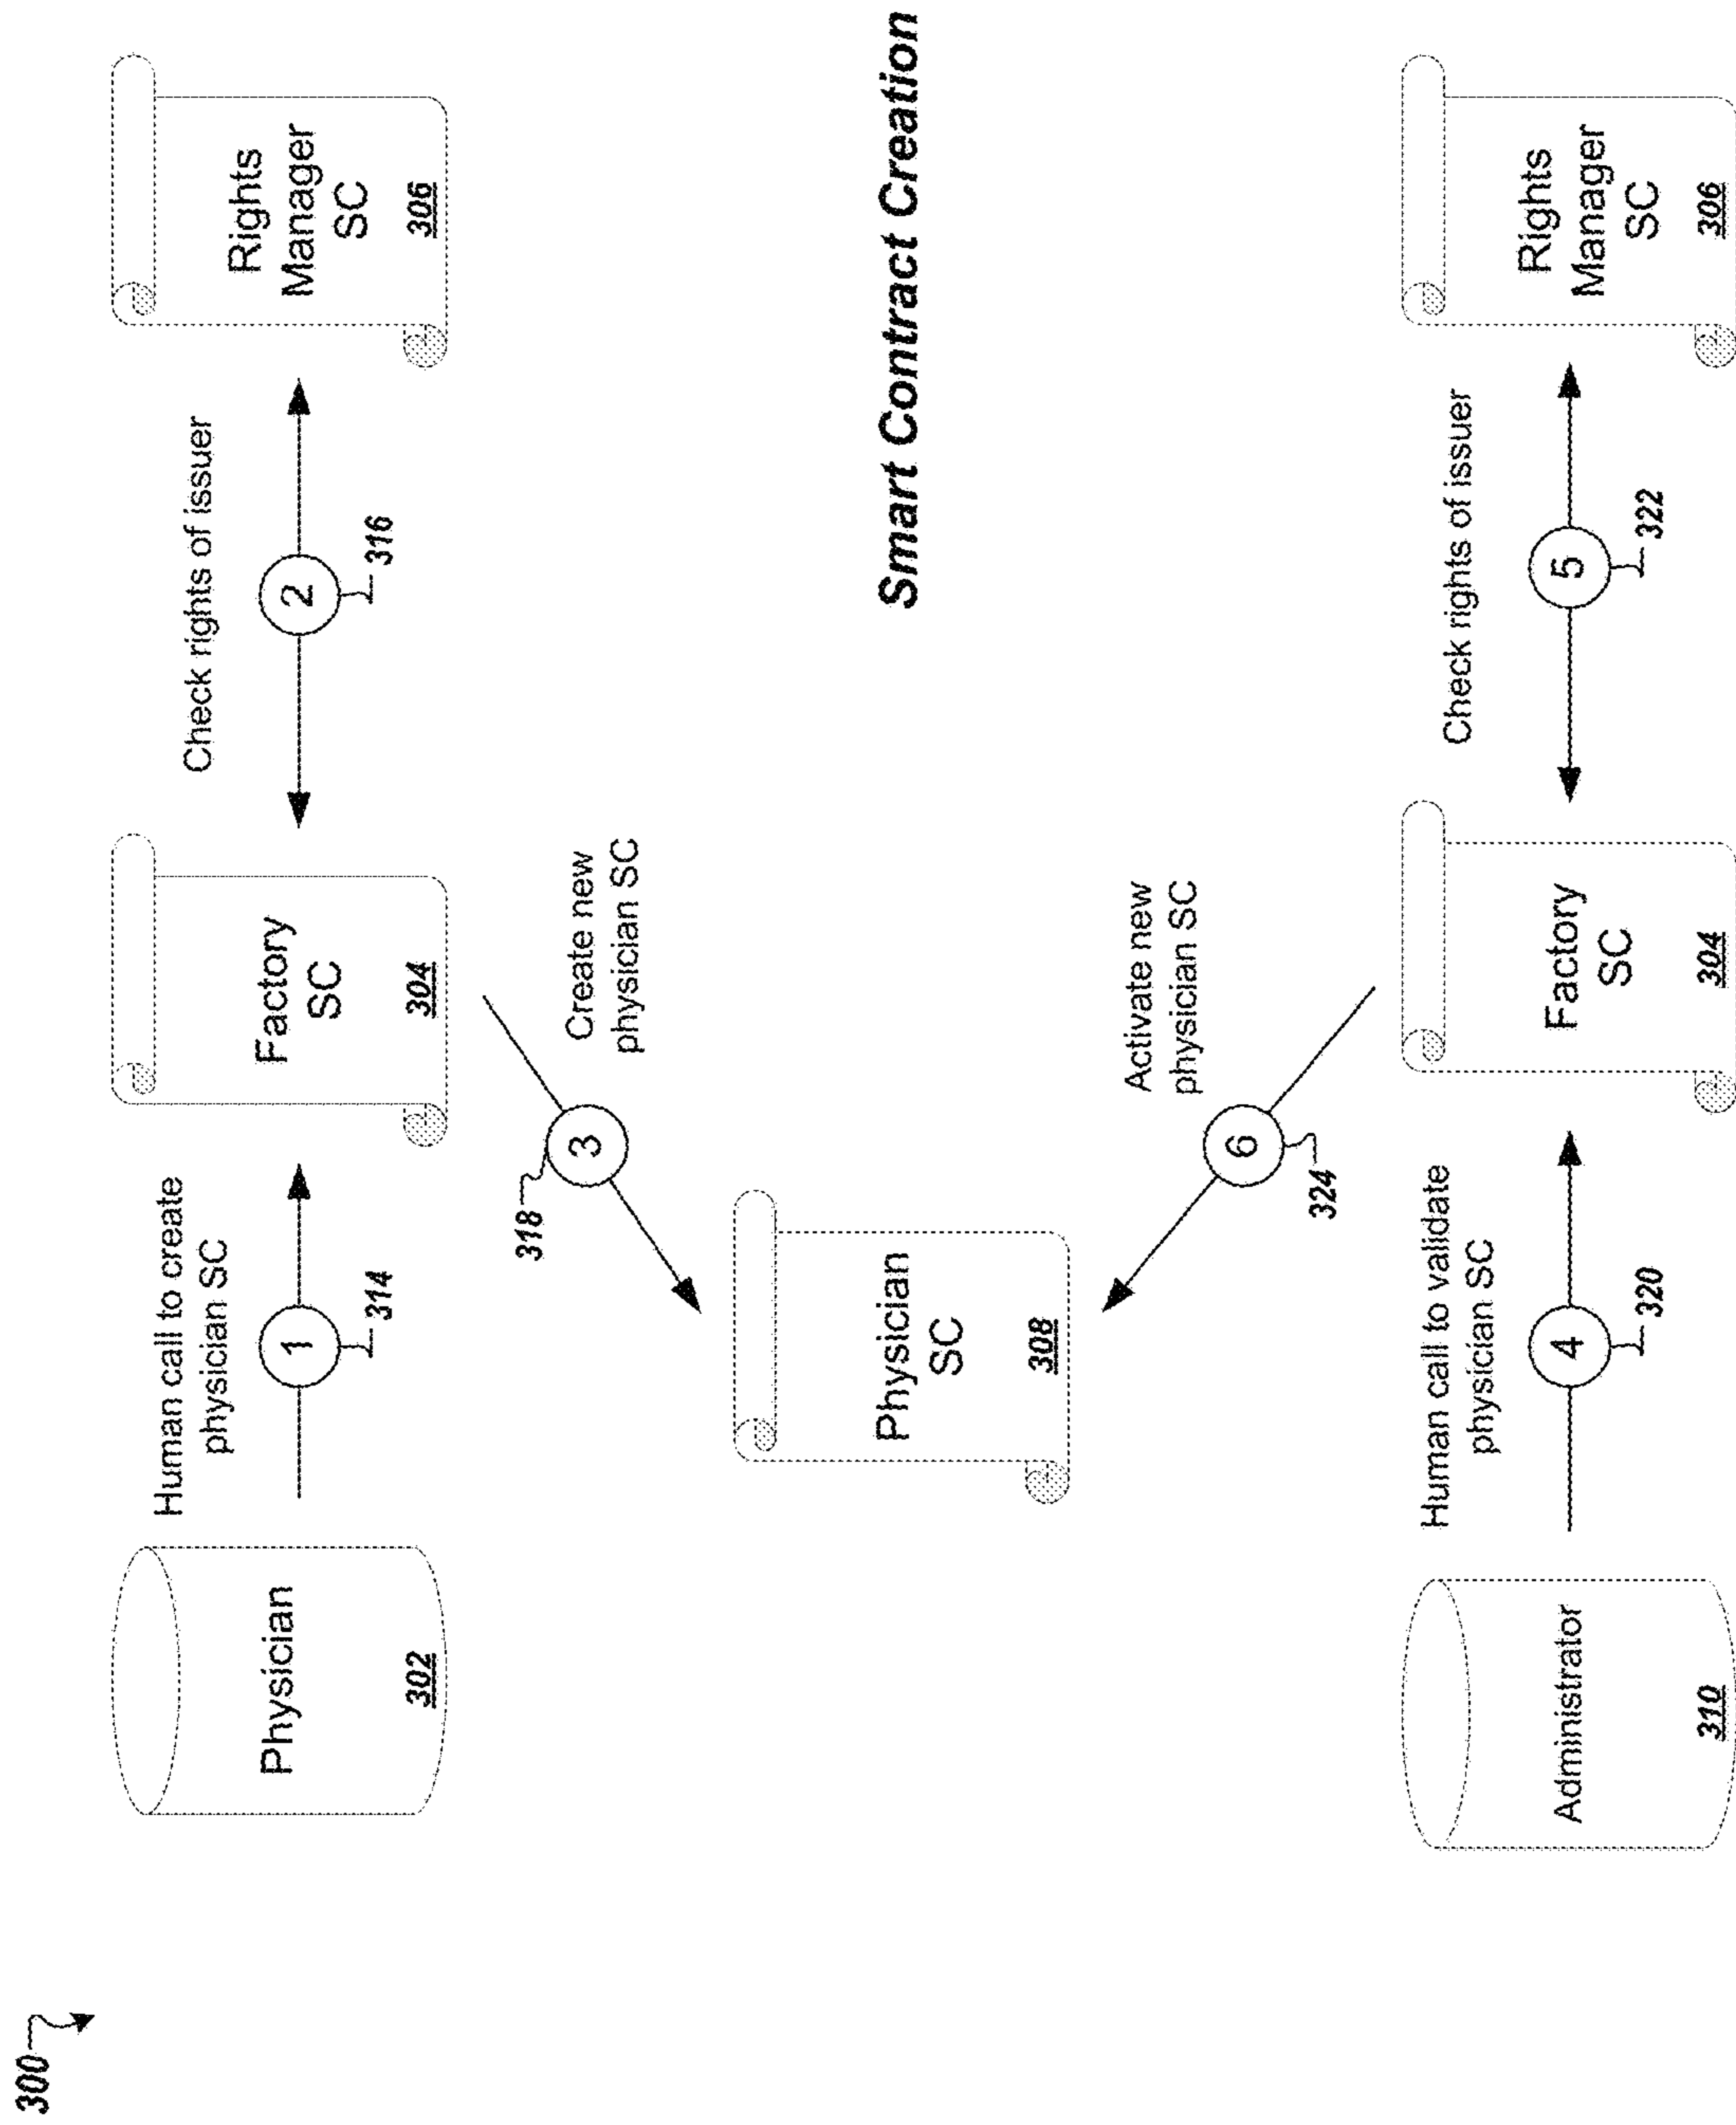 300
Human call to create
physician SC
Check rights of issuer
Physician
302
1
314
Factory
SC
304
2
316
Rights
Manager
SC
306
318
3
Create new
physician SC
Physician
SC
308
Smart Contract Creation
Activate new
physician SC
6
324
Human call to validate
physician SC
Check rights of issuer
Administrator
310
4
320
Factory
SC
304
5
322
Rights
Manager
SC
306